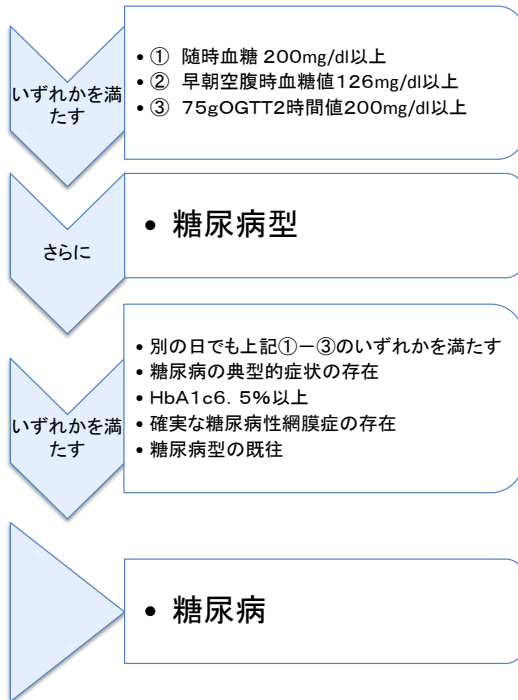 いずれかを満
たす
• ① 随時血糖 200mg/dl以上
• ② 早朝空腹時血糖値126mg/dl以上
• ③ 75gOGTT2時間値200mg/dl以上
さらに
• 糖尿病型
いずれかを満
たす
• 別の日でも上記①－③のいずれかを満たす
• 糖尿病の典型的症状の存在
• HbA1c6．5％以上
• 確実な糖尿病性網膜症の存在
• 糖尿病型の既往
• 糖尿病